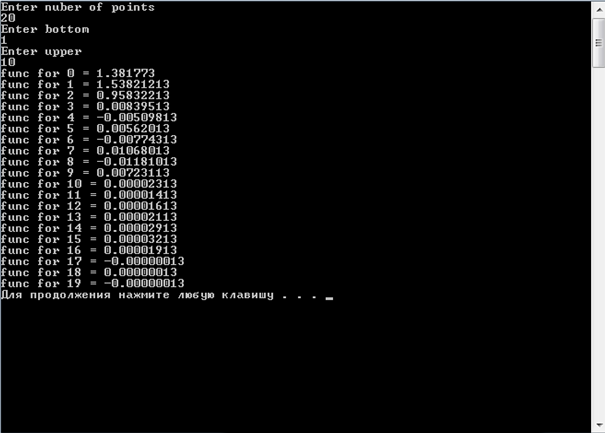 Enter nuber of points
20
Enter bottom
1
Enter upper
10
func for 0 = 1.381773
func for 1 = 1.53821213
func for 2 = 0.95832213
func for 3 = 0.00839513
func for 4 = -0.00509813
func for 5 = 0.00562013
func for 6 = -0.00774313
func for 7 = 0.01068013
func for 8 = -0.01181013
func for 9 = 0.00723113
func for 10 = 0.00002313
func for 11 = 0.00001413
func for 12 = 0.00001613
func for 13 = 0.00002113
func for 14 = 0.00002913
func for 15 = 0.00003213
func for 16 = 0.00001913
func for 17 = -0.00000013
func for 18 = 0.00000013
func for 19 = -0.00000013
Для продолжения нажмите любую клавишу . . . _